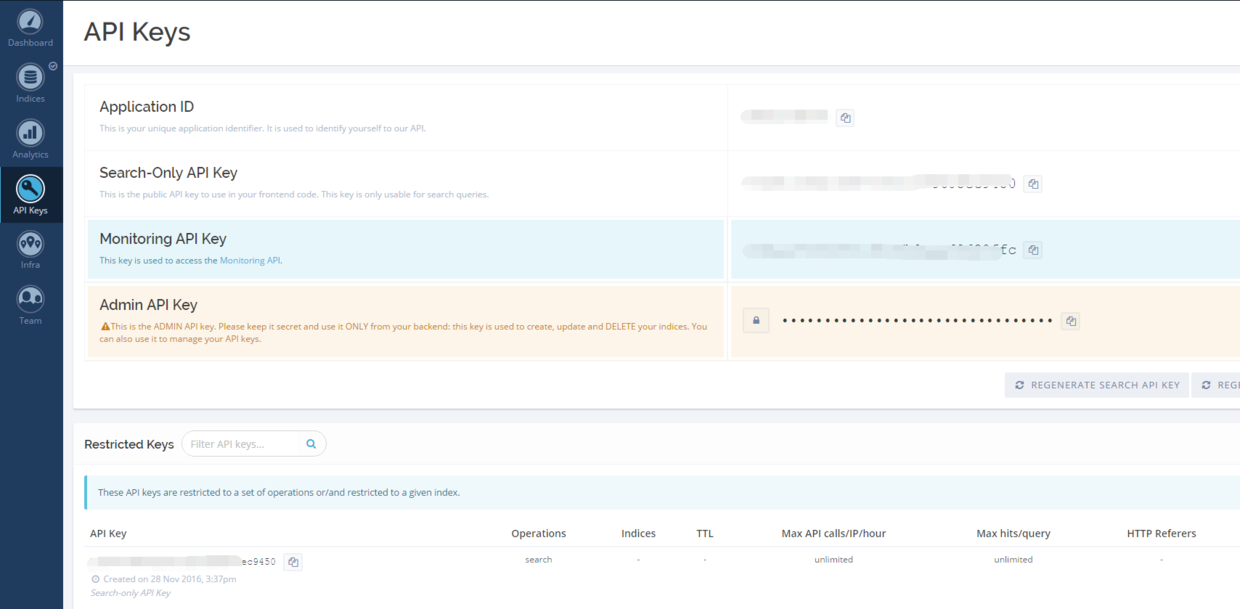 Dashboard
Indices
Analytics
API Keys
Infra
Team
API Keys
Application ID
This is your unique application identifier. It is used to identify yourself to our API.
Search-Only API Key
This is the public API key to use in your frontend code. This key is only usable for search queries.
Monitoring API Key
This key is used to access the Monitoring API.
Admin API Key
This is the ADMIN API key. Please keep it secret and use it ONLY from your backend: this key is used to create, update and DELETE your indices. You
can also use it to manage your API keys.
REGENERATE SEARCH API KEY
REGE
Restricted Keys
Filter API keys...
These API keys are restricted to a set of operations or/and restricted to a given index.
API Key Operations Indices TTL Max API calls/IP/hour Max hits/query HTTP Referers
ec9450 search - - unlimited unlimited -
Created on 28 Nov 2016, 3:37pm
Search-only API Key